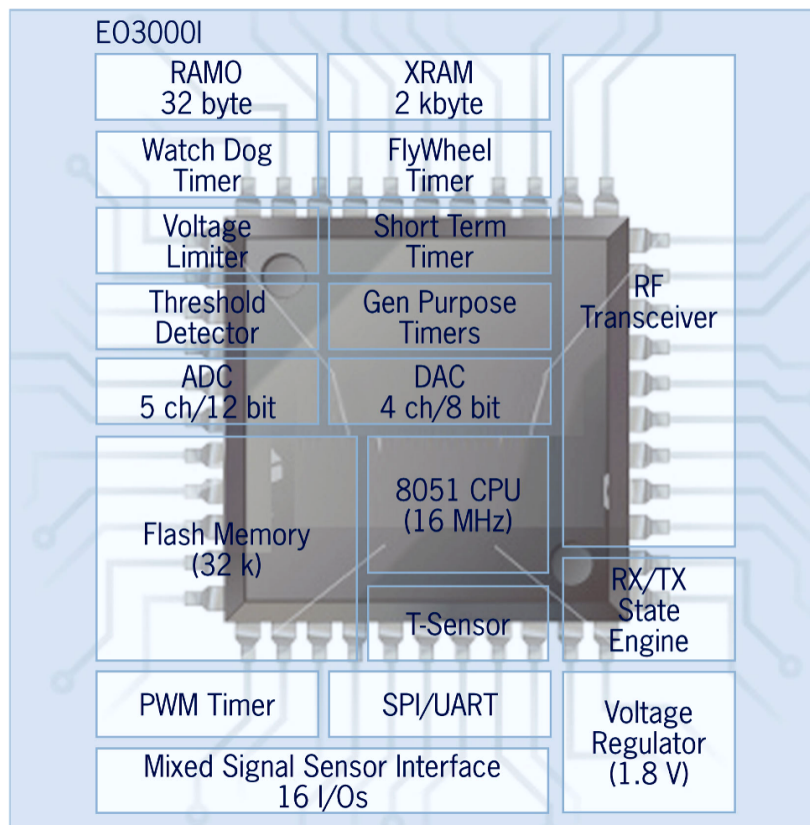 EO3000I
RAMO
32 byte
XRAM
2 kbyte
Watch Dog
Timer
FlyWheel
Timer
Voltage
Limiter
Short Term
Timer
RF
Transceiver
Threshold
Detector
Gen Purpose
Timers
ADC
5 ch/12 bit
DAC
4 ch/8 bit
Flash Memory
(32 k)
8051 CPU
(16 MHz)
T-Sensor
RX/TX
State
Engine
PWM Timer
SPI/UART
Voltage
Regulator
(1.8 V)
Mixed Signal Sensor Interface
16 I/Os